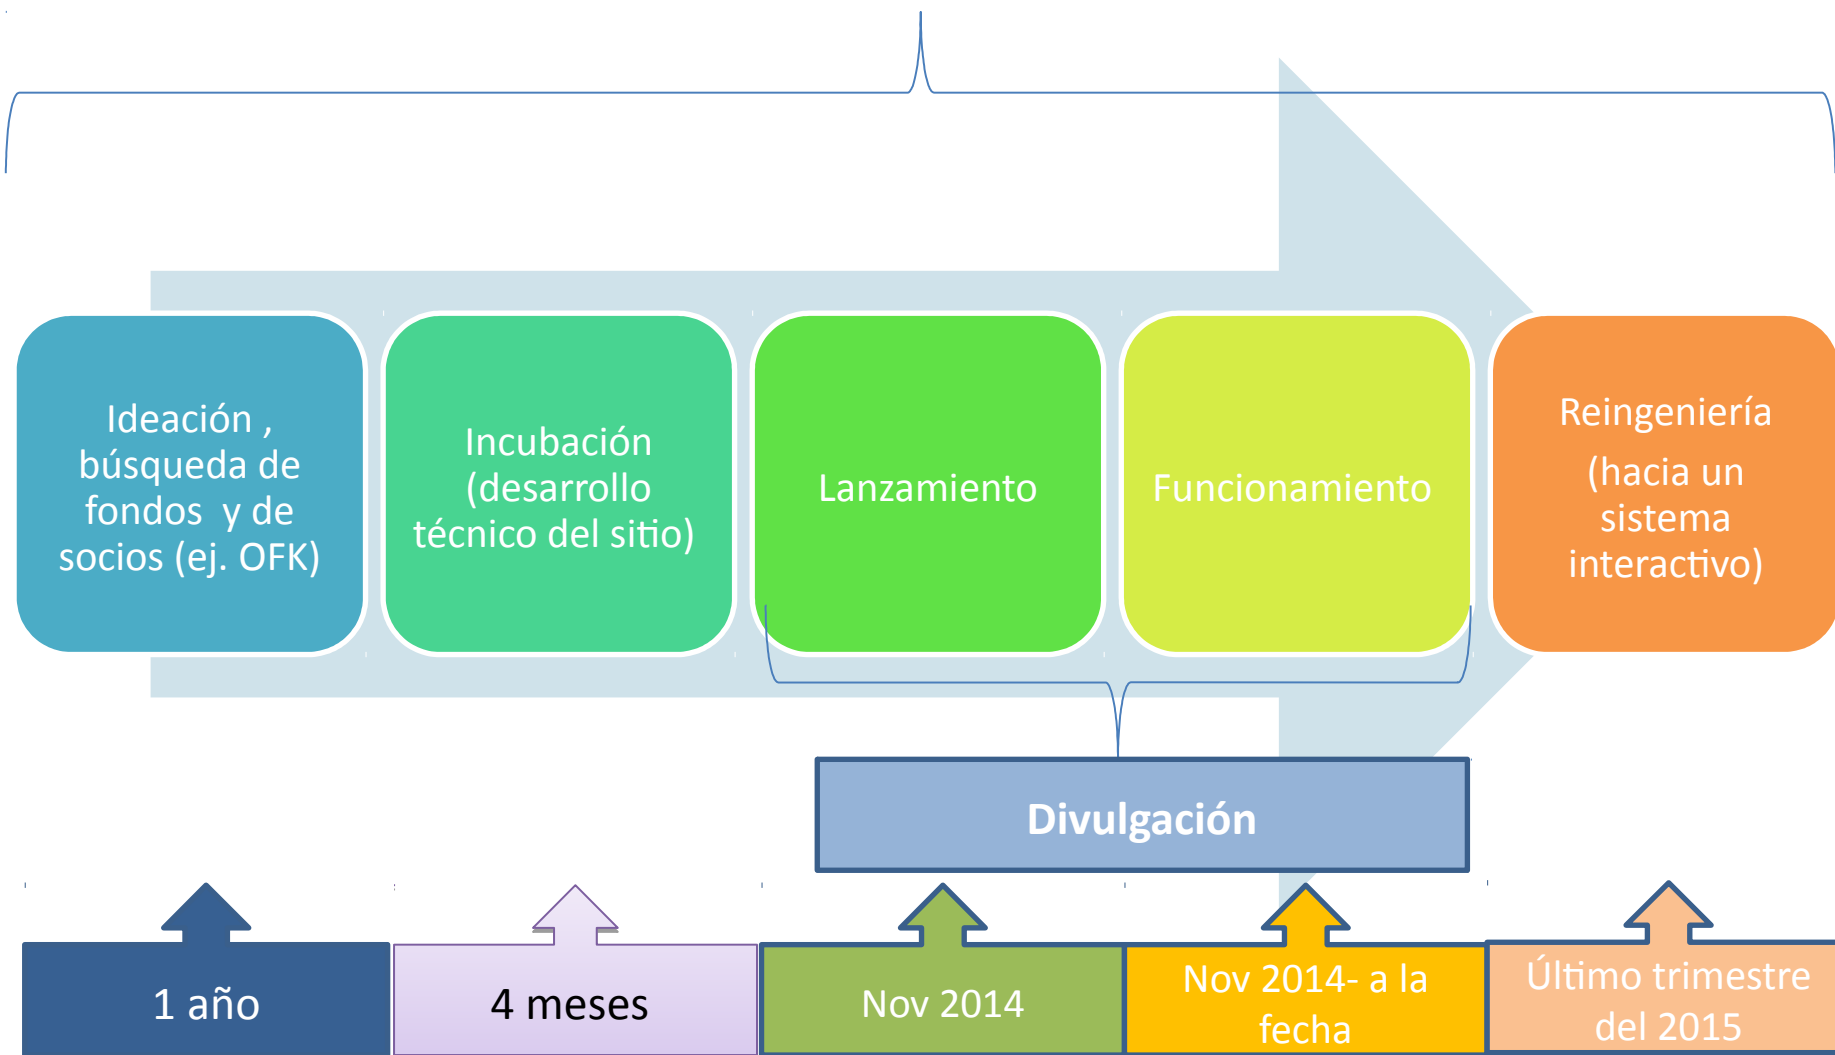 Ideación ,
búsqueda de
fondos  y de
socios (ej. OFK)
Incubación
(desarrollo
técnico del sitio)
Lanzamiento
Funcionamiento
Reingeniería
(hacia un
sistema
interactivo)
Divulgación
1 año
4 meses
Nov 2014
Nov 2014- a la
fecha
Último trimestre
del 2015